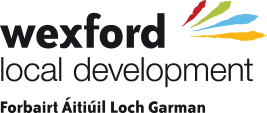 wexford
local development
Forbairt Áitiúil Loch Garman